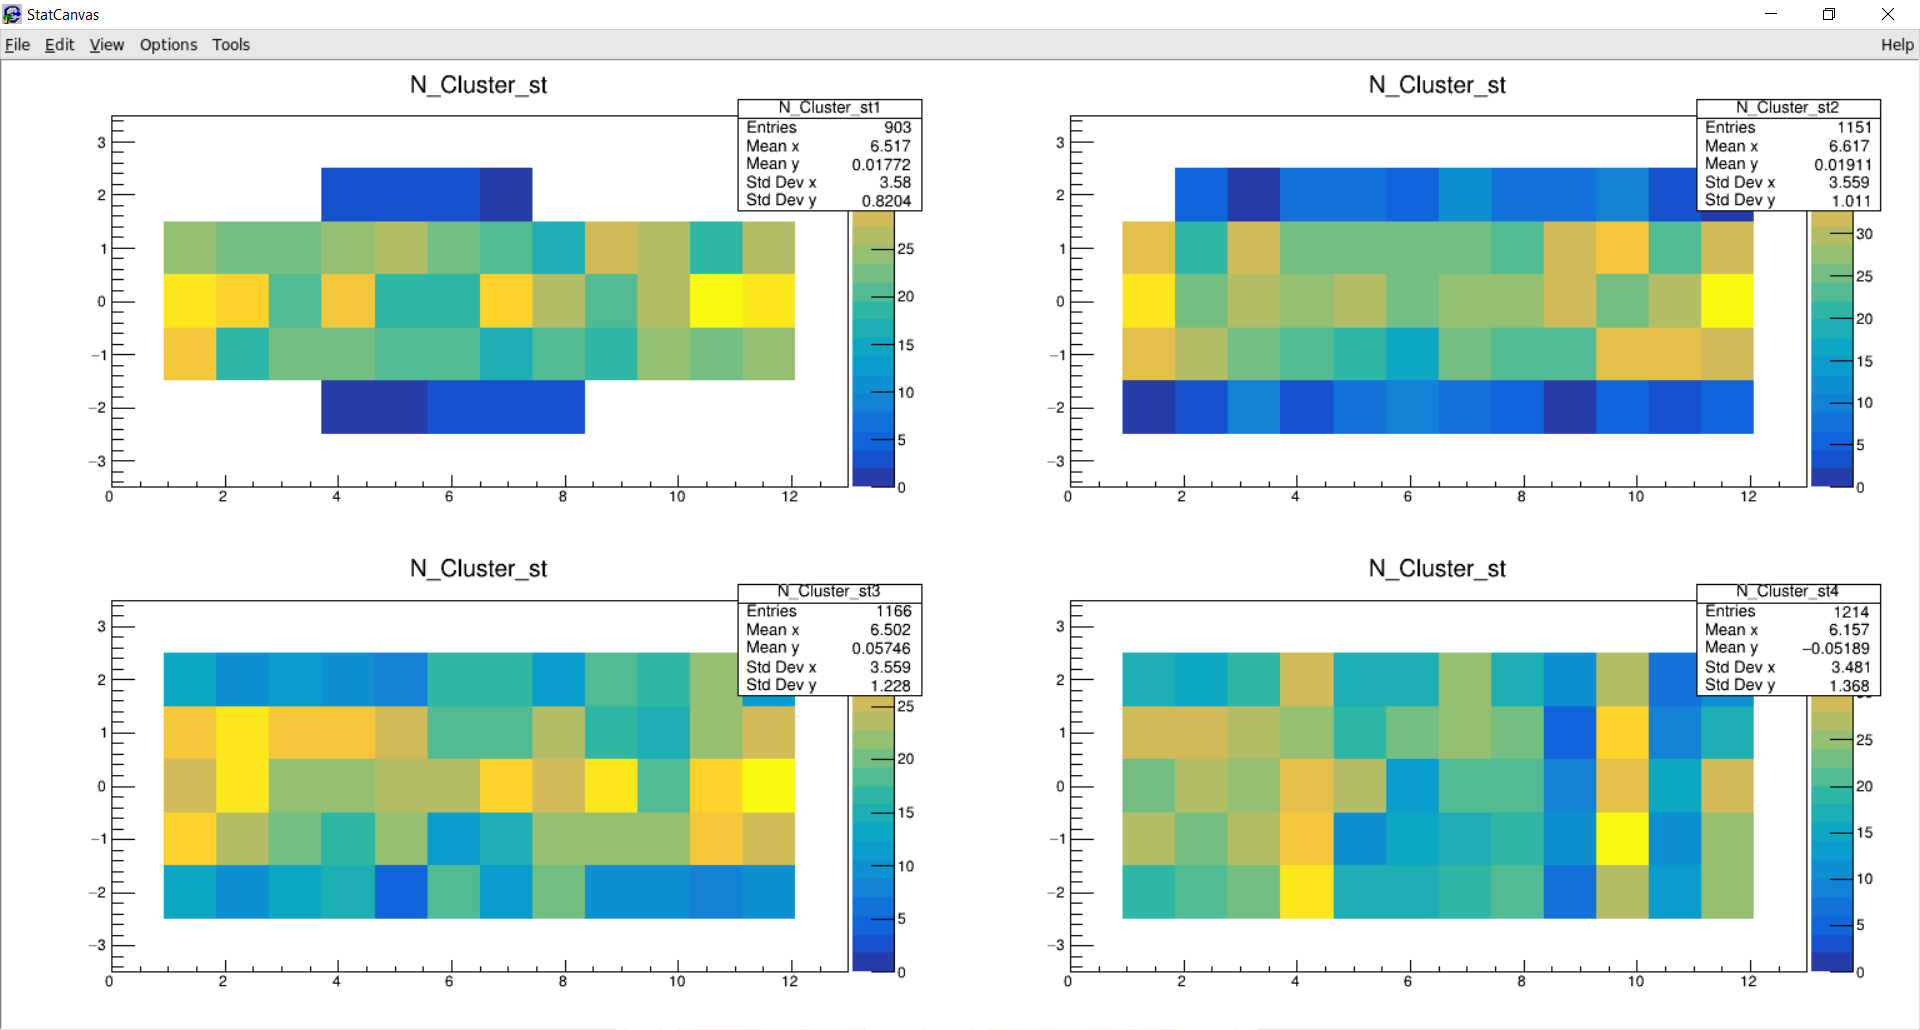 StatCanvas
File Edit View Options Tools Help
N_Cluster_st
N_Cluster_st1
Entries 903
Mean x 6.517
Mean y 0.01772
Std Dev x 3.58
Std Dev y 0.8204
3
2
1
0
−1
−2
−3
0 2 4 6 8 10 12
25
20
15
10
5
0
N_Cluster_st
N_Cluster_st2
Entries 1151
Mean x 6.617
Mean y 0.01911
Std Dev x 3.559
Std Dev y 1.011
3
2
1
0
−1
−2
−3
0 2 4 6 8 10 12
30
25
20
15
10
5
0
N_Cluster_st
N_Cluster_st3
Entries 1166
Mean x 6.502
Mean y 0.05746
Std Dev x 3.559
Std Dev y 1.228
3
2
1
0
−1
−2
−3
0 2 4 6 8 10 12
25
20
15
10
5
0
N_Cluster_st
N_Cluster_st4
Entries 1214
Mean x 6.157
Mean y −0.05189
Std Dev x 3.481
Std Dev y 1.368
3
2
1
0
−1
−2
−3
0 2 4 6 8 10 12
25
20
15
10
5
0